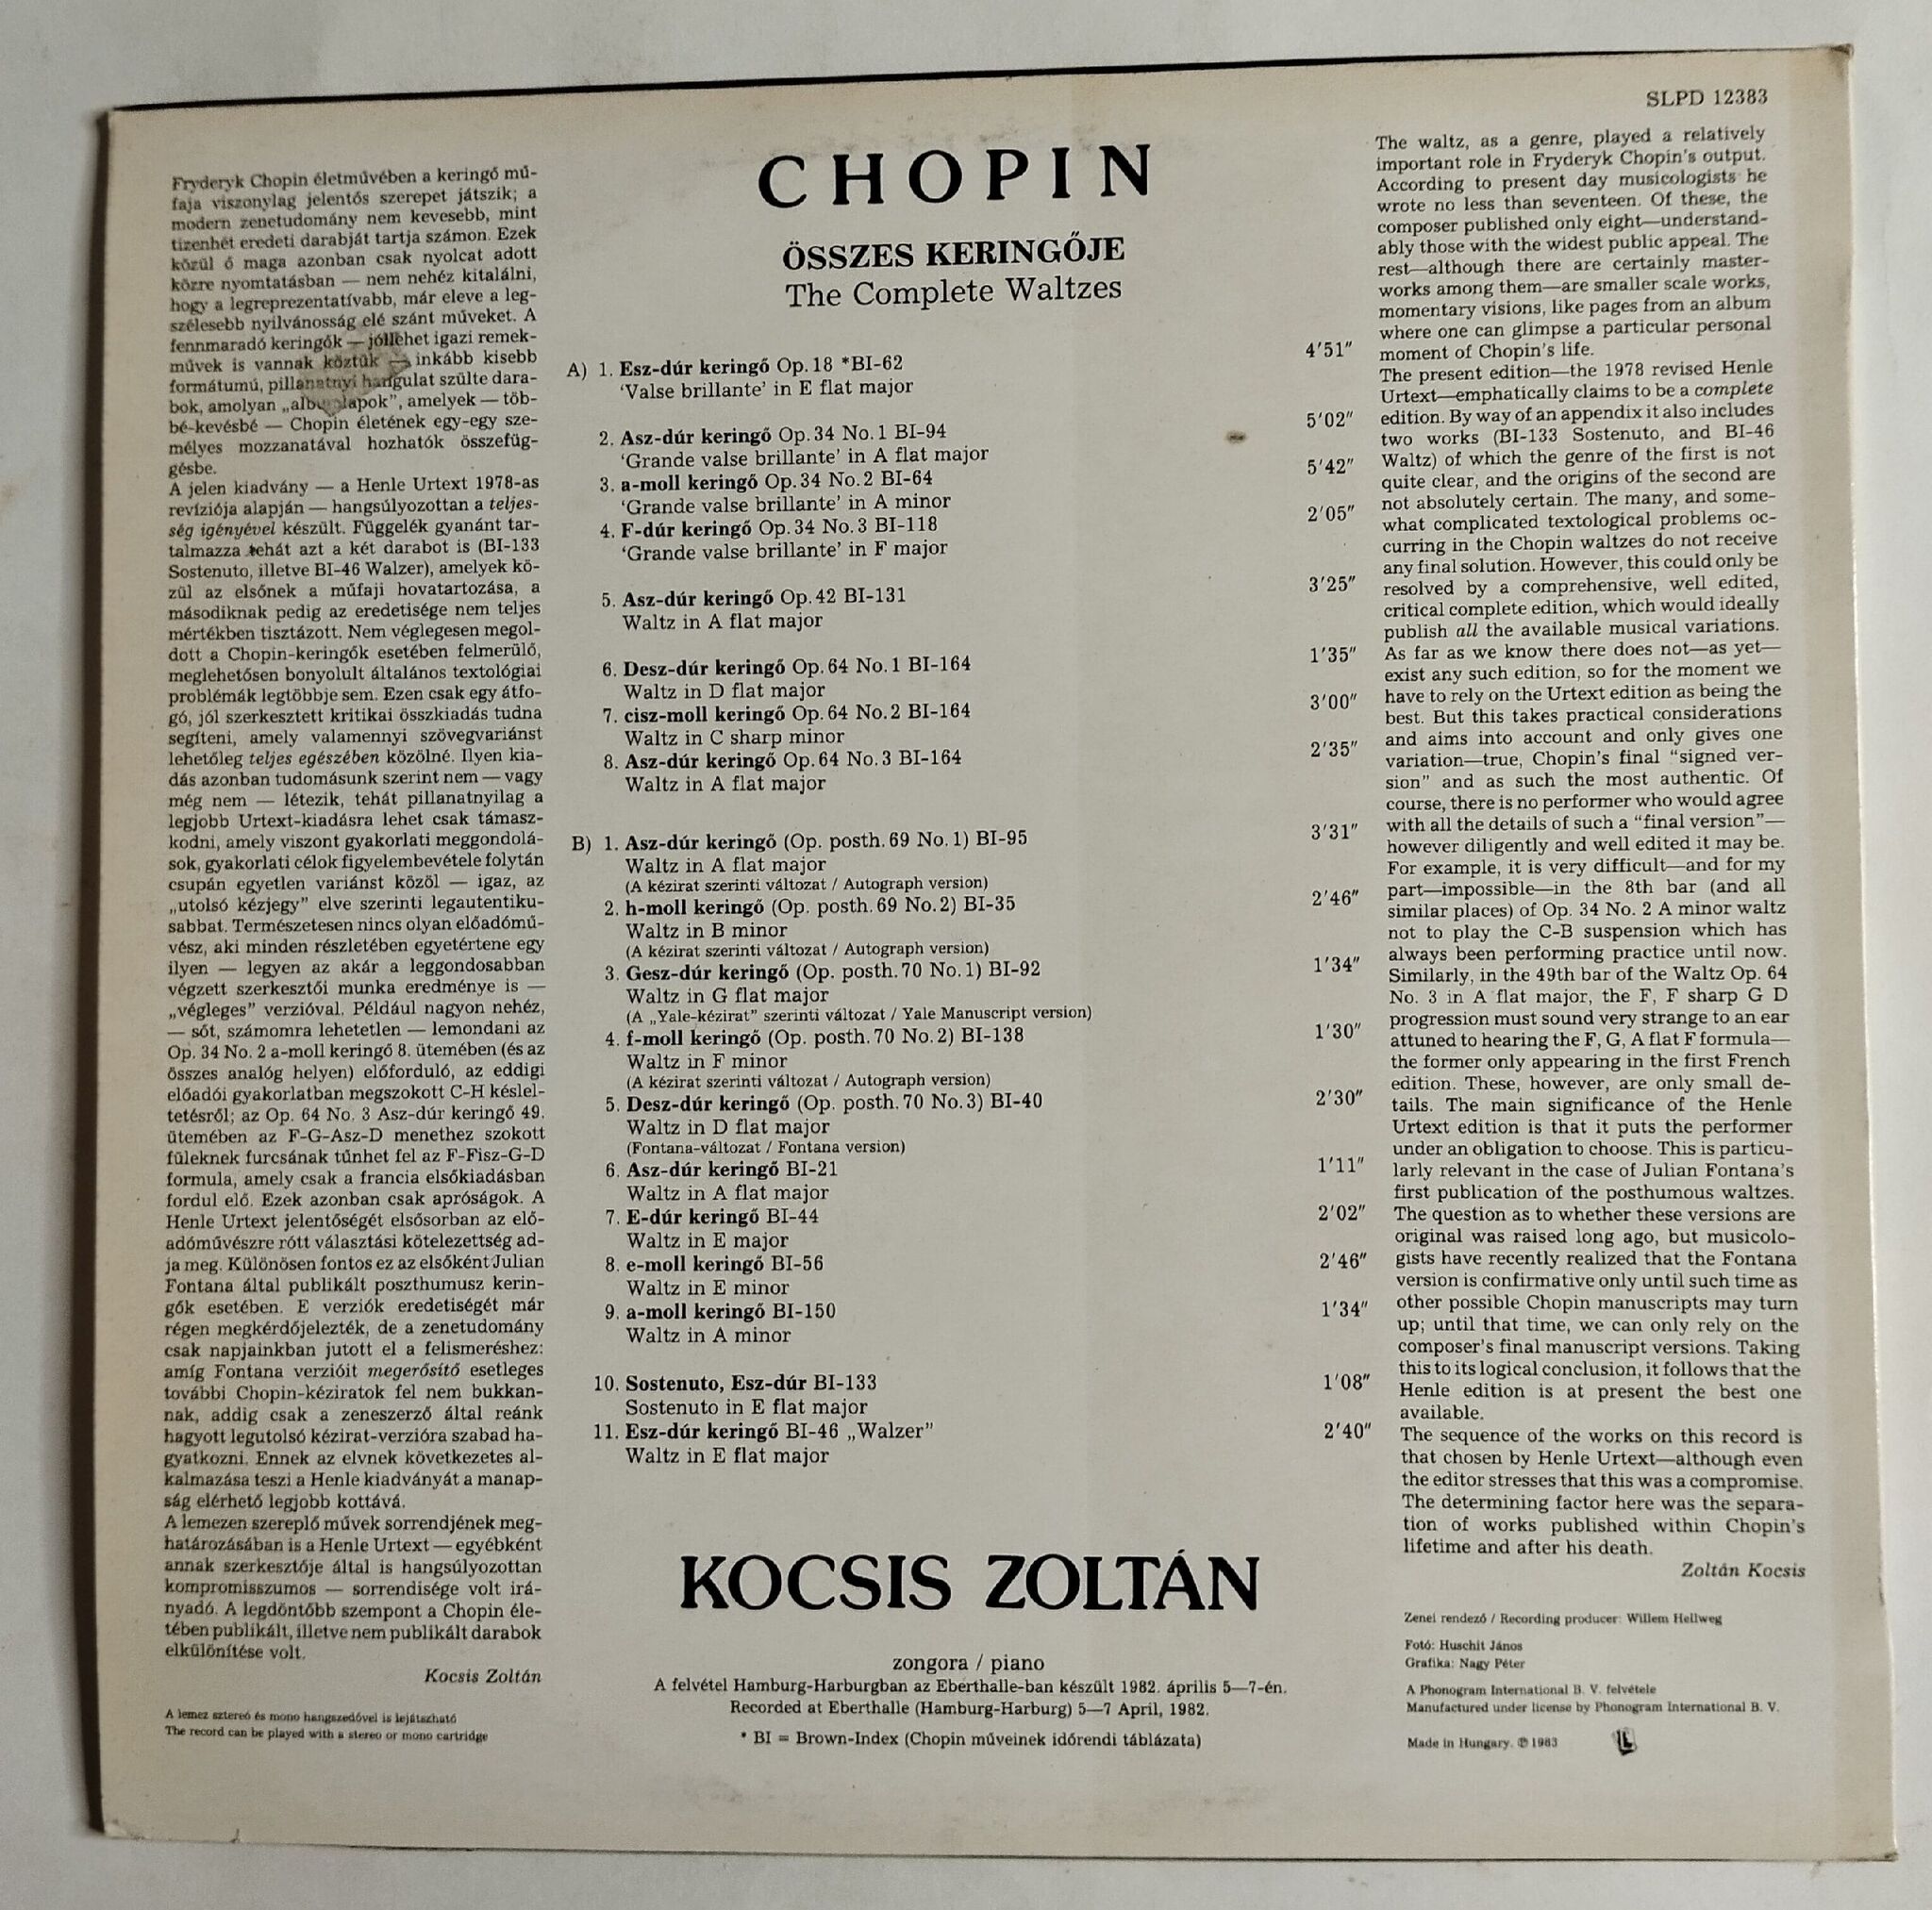 SLPD 12383
Fryderyk Chopin életművében a keringő mű-
faja viszonylag jelentős szerepet játszik; a
modern zenetudomány nem kevesebb, mint
tizenhét eredeti darabját tartja számon. Ezek
közül ő maga azonban csak nyolcat adott
közre nyomtatásban — nem nehéz kitalálni,
hogy a legreprezentatívabb, már eleve a leg-
szélesebb nyilvánosság elé szánt műveket. A
fennmaradó keringők — jóllehet igazi remek-
művek is vannak köztük — inkább kisebb
formátumú, pillanatnyi hangulat szülte dara-
bok, amolyan „albumlapok”, amelyek — töb-
bé-kevésbé — Chopin életének egy-egy sze-
mélyes mozzanatával hozhatók összefüg-
gésbe.
A jelen kiadvány — a Henle Urtext 1978-as
revíziója alapján — hangsúlyozottan a teljes-
ség igényével készült. Függelék gyanánt tar-
talmazza tehát azt a két darabot is (BI-133
Sostenuto, illetve BI-46 Walzer), amelyek kö-
zül az elsőnek a műfaji hovatartozása, a
másodiknak pedig az eredetisége nem teljes
mértékben tisztázott. Nem véglegesen megol-
dott a Chopin-keringők esetében felmerülő,
meglehetősen bonyolult általános textológiai
problémák legtöbbje sem. Ezen csak egy átfo-
gó, jól szerkesztett kritikai összkiadás tudna
segíteni, amely valamennyi szövegvariánst
lehetőleg teljes egészében közölné. Ilyen kia-
dás azonban tudomásunk szerint nem — vagy
még nem — létezik, tehát pillanatnyilag a
legjobb Urtext-kiadásra lehet csak támasz-
kodni, amely viszont gyakorlati meggondolá-
sok, gyakorlati célok figyelembevétele folytán
csupán egyetlen variánst közöl — igaz, az
„utolsó kézjegy” elve szerinti legautentiku-
sabbat. Természetesen nincs olyan előadómű-
vész, aki minden részletében egyetértene egy
ilyen — legyen az akár a leggondosabban
végzett szerkesztői munka eredménye is —
„végleges” verzióval. Például nagyon nehéz,
— sőt, számomra lehetetlen — lemondani az
Op. 34 No. 2 a-moll keringő 8. ütemében (és az
összes analóg helyen) előforduló, az eddigi
előadói gyakorlatban megszokott C-H késlel-
tetésről; az Op. 64 No. 3 Asz-dúr keringő 49.
ütemében az F-G-Asz-D menethez szokott
füleknek furcsának tűnhet fel az F-Fisz-G-D
formula, amely csak a francia elsőkiadásban
fordul elő. Ezek azonban csak apróságok. A
Henle Urtext jelentőségét elsősorban az elő-
adóművészre rótt választási kötelezettség ad-
ja meg. Különösen fontos ez az elsőként Julian
Fontana által publikált poszthumusz kerin-
gők esetében. E verziók eredetiségét már
régen megkérdőjelezték, de a zenetudomány
csak napjainkban jutott el a felismeréshez:
amíg Fontana verzióit megerősítő esetleges
további Chopin-kéziratok fel nem bukkan-
nak, addig csak a zeneszerző által reánk
hagyott legutolsó kézirat-verzióra szabad ha-
gyatkozni. Ennek az elvnek következetes al-
kalmazása teszi a Henle kiadványát a manap-
ság elérhető legjobb kottává.
A lemezen szereplő művek sorrendjének meg-
határozásában is a Henle Urtext — egyébként
annak szerkesztője által is hangsúlyozottan
kompromisszumos — sorrendisége volt irá-
nyadó. A legdöntőbb szempont a Chopin éle-
tében publikált, illetve nem publikált darabok
elkülönítése volt.
Kocsis Zoltán
A lemez sztereó és mono hangszedővel is lejátszható
The record can be played with a stereo or mono cartridge
CHOPIN
ÖSSZES KERINGŐJE
The Complete Waltzes
A) 1. Esz-dúr keringő Op. 18 *BI-62 4′51″
‘Valse brillante’ in E flat major
2. Asz-dúr keringő Op. 34 No. 1 BI-94 5′02″
‘Grande valse brillante’ in A flat major
3. a-moll keringő Op. 34 No. 2 BI-64 5′42″
‘Grande valse brillante’ in A minor
4. F-dúr keringő Op. 34 No. 3 BI-118 2′05″
‘Grande valse brillante’ in F major
5. Asz-dúr keringő Op. 42 BI-131 3′25″
Waltz in A flat major
6. Desz-dúr keringő Op. 64 No. 1 BI-164 1′35″
Waltz in D flat major
7. cisz-moll keringő Op. 64 No. 2 BI-164 3′00″
Waltz in C sharp minor
8. Asz-dúr keringő Op. 64 No. 3 BI-164 2′35″
Waltz in A flat major
B) 1. Asz-dúr keringő (Op. posth. 69 No. 1) BI-95 3′31″
Waltz in A flat major
(A kézirat szerinti változat / Autograph version)
2. h-moll keringő (Op. posth. 69 No. 2) BI-35 2′46″
Waltz in B minor
(A kézirat szerinti változat / Autograph version)
3. Gesz-dúr keringő (Op. posth. 70 No. 1) BI-92 1′34″
Waltz in G flat major
(A „Yale-kézirat” szerinti változat / Yale Manuscript version)
4. f-moll keringő (Op. posth. 70 No. 2) BI-138 1′30″
Waltz in F minor
(A kézirat szerinti változat / Autograph version)
5. Desz-dúr keringő (Op. posth. 70 No. 3) BI-40 2′30″
Waltz in D flat major
(Fontana-változat / Fontana version)
6. Asz-dúr keringő BI-21 1′11″
Waltz in A flat major
7. E-dúr keringő BI-44 2′02″
Waltz in E major
8. e-moll keringő BI-56 2′46″
Waltz in E minor
9. a-moll keringő BI-150 1′34″
Waltz in A minor
10. Sostenuto, Esz-dúr BI-133 1′08″
Sostenuto in E flat major
11. Esz-dúr keringő BI-46 „Walzer” 2′40″
Waltz in E flat major
KOCSIS ZOLTÁN
zongora / piano
A felvétel Hamburg-Harburgban az Eberthalle-ban készült 1982. április 5—7-én.
Recorded at Eberthalle (Hamburg-Harburg) 5—7 April, 1982.
* BI = Brown-Index (Chopin műveinek időrendi táblázata)
The waltz, as a genre, played a relatively
important role in Fryderyk Chopin's output.
According to present day musicologists he
wrote no less than seventeen. Of these, the
composer published only eight—understand-
ably those with the widest public appeal. The
rest—although there are certainly master-
works among them—are smaller scale works,
momentary visions, like pages from an album
where one can glimpse a particular personal
moment of Chopin's life.
The present edition—the 1978 revised Henle
Urtext—emphatically claims to be a complete
edition. By way of an appendix it also includes
two works (BI-133 Sostenuto, and BI-46
Waltz) of which the genre of the first is not
quite clear, and the origins of the second are
not absolutely certain. The many, and some-
what complicated textological problems oc-
curring in the Chopin waltzes do not receive
any final solution. However, this could only be
resolved by a comprehensive, well edited,
critical complete edition, which would ideally
publish all the available musical variations.
As far as we know there does not—as yet—
exist any such edition, so for the moment we
have to rely on the Urtext edition as being the
best. But this takes practical considerations
and aims into account and only gives one
variation—true, Chopin's final “signed ver-
sion” and as such the most authentic. Of
course, there is no performer who would agree
with all the details of such a “final version”—
however diligently and well edited it may be.
For example, it is very difficult—and for my
part—impossible—in the 8th bar (and all
similar places) of Op. 34 No. 2 A minor waltz
not to play the C-B suspension which has
always been performing practice until now.
Similarly, in the 49th bar of the Waltz Op. 64
No. 3 in A flat major, the F, F sharp G D
progression must sound very strange to an ear
attuned to hearing the F, G, A flat F formula—
the former only appearing in the first French
edition. These, however, are only small de-
tails. The main significance of the Henle
Urtext edition is that it puts the performer
under an obligation to choose. This is particu-
larly relevant in the case of Julian Fontana's
first publication of the posthumous waltzes.
The question as to whether these versions are
original was raised long ago, but musicolo-
gists have recently realized that the Fontana
version is confirmative only until such time as
other possible Chopin manuscripts may turn
up; until that time, we can only rely on the
composer's final manuscript versions. Taking
this to its logical conclusion, it follows that the
Henle edition is at present the best one
available.
The sequence of the works on this record is
that chosen by Henle Urtext—although even
the editor stresses that this was a compromise.
The determining factor here was the separa-
tion of works published within Chopin's
lifetime and after his death.
Zoltán Kocsis
Zenei rendező / Recording producer: Willem Hellweg
Fotó: Huschit János
Grafika: Nagy Péter
A Phonogram International B. V. felvétele
Manufactured under license by Phonogram International B. V.
Made in Hungary. ℗ 1983